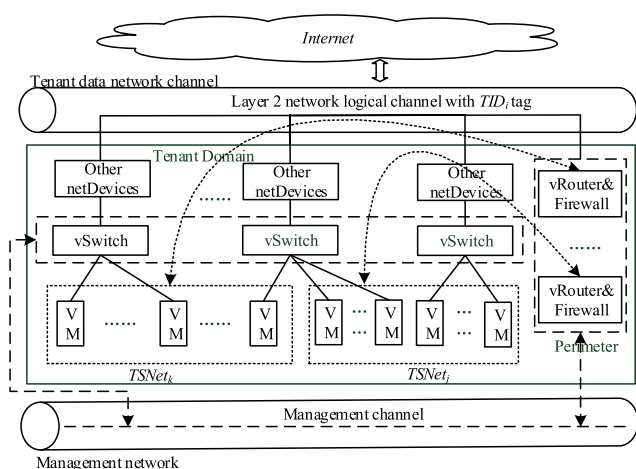 Internet
Tenant data network channel
Layer 2 network logical channel with TIDi tag
Tenant Domain
Other netDevices
Other netDevices
Other netDevices
vRouter& Firewall
......
vSwitch
vSwitch
vSwitch
......
vRouter& Firewall
V M
......
V M
......
V M
V M
...
...
V M
V M
...
...
V M
Perimeter
TSNetk
TSNetj
Management channel
Management network